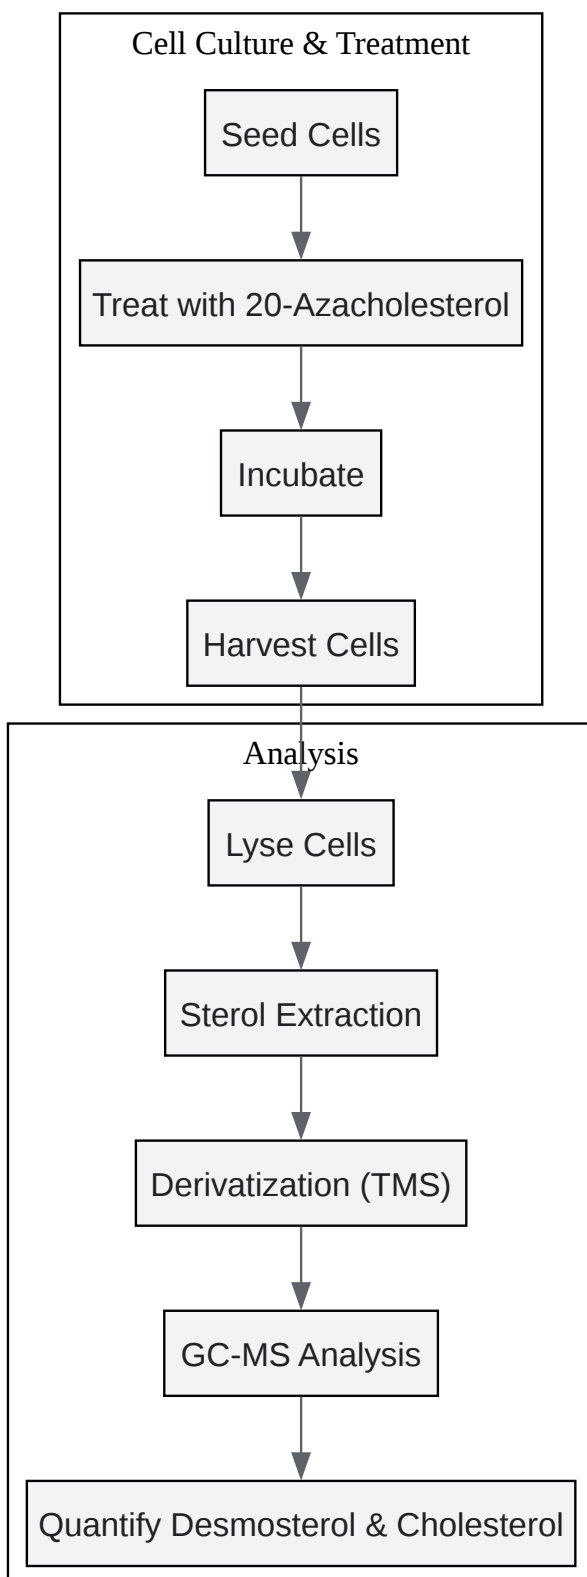 Cell Culture & Treatment
Seed Cells
Treat with 20-Azacholesterol
Incubate
Harvest Cells
Analysis
Lyse Cells
Sterol Extraction
Derivatization (TMS)
GC-MS Analysis
Quantify Desmosterol & Cholesterol